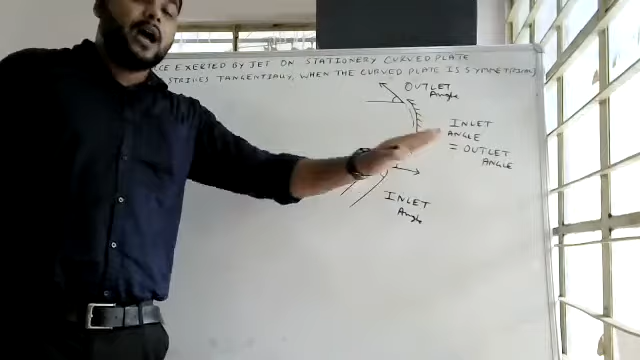 CE EXERTED BY JET ON STATIONERY CURVED PLATE
STRIKES TANGENTIALLY, WHEN THE CURVED PLATE IS SYMMETRICAL)
OUTLET
Angle
INLET
ANGLE
= OUTLET
ANGLE
INLET
Angle